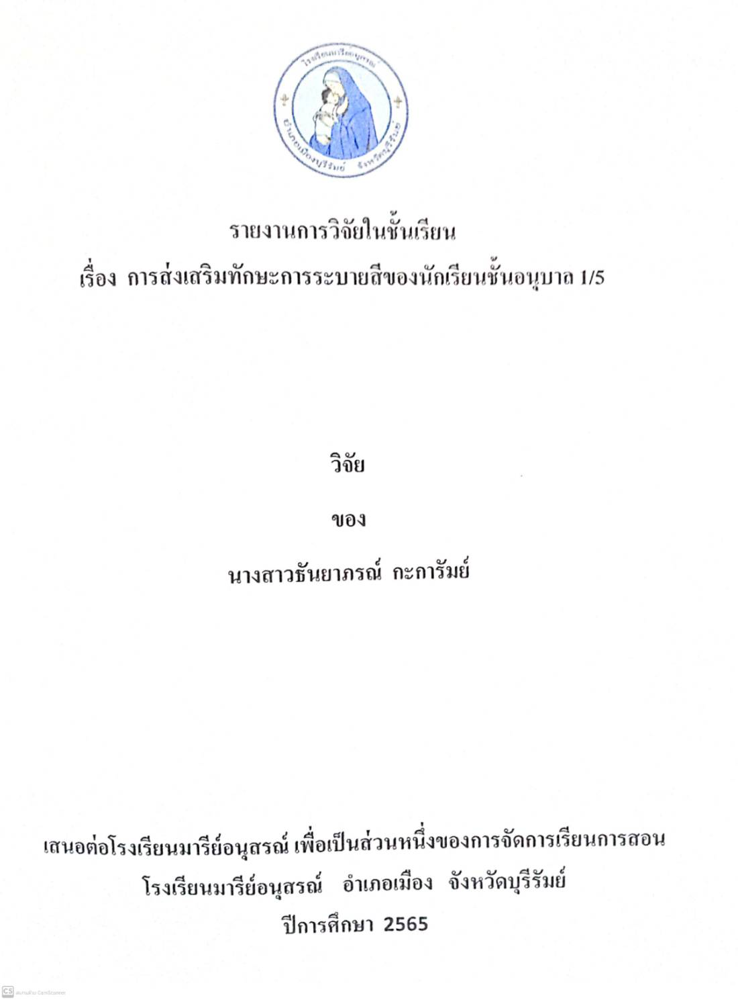 โรงเรียนมารีย์อนุสรณ์
อำเภอเมืองบุรีรัมย์ จังหวัดบุรีรัมย์
รายงานการวิจัยในชั้นเรียน
เรื่อง การส่งเสริมทักษะการระบายสีของนักเรียนชั้นอนุบาล 1/5
วิจัย
ของ
นางสาวธันยาภรณ์ กะการัมย์
เสนอต่อโรงเรียนมารีย์อนุสรณ์ เพื่อเป็นส่วนหนึ่งของการจัดการเรียนการสอน
โรงเรียนมารีย์อนุสรณ์ อำเภอเมือง จังหวัดบุรีรัมย์
ปีการศึกษา 2565
CS สแกนด้วย CamScanner